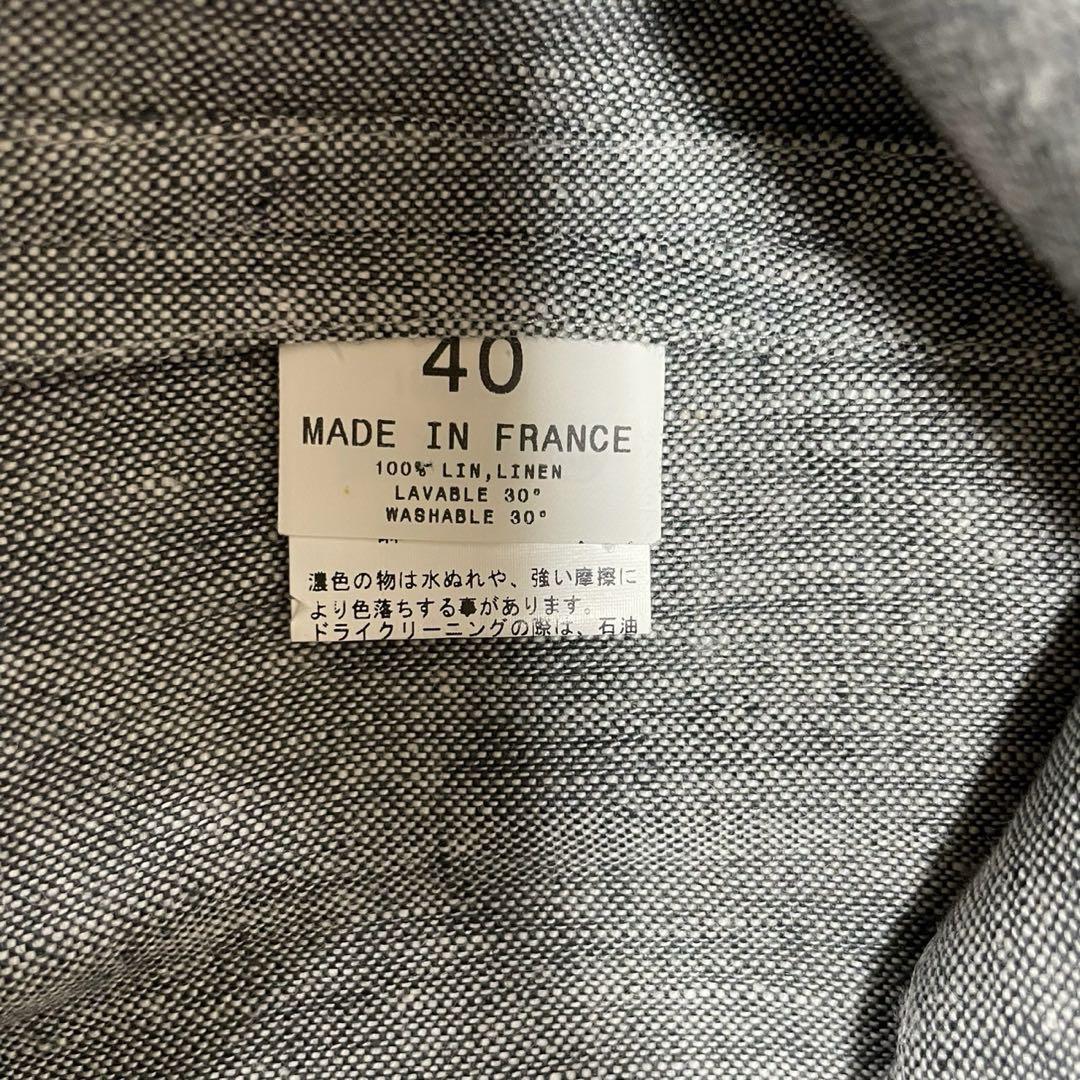 40
MADE IN FRANCE
100% LIN,LINEN
LAVABLE 30°
WASHABLE 30°
濃色の物は水ぬれや、強い摩擦に
より色落ちする事があります。
ドライクリーニングの際は、石油